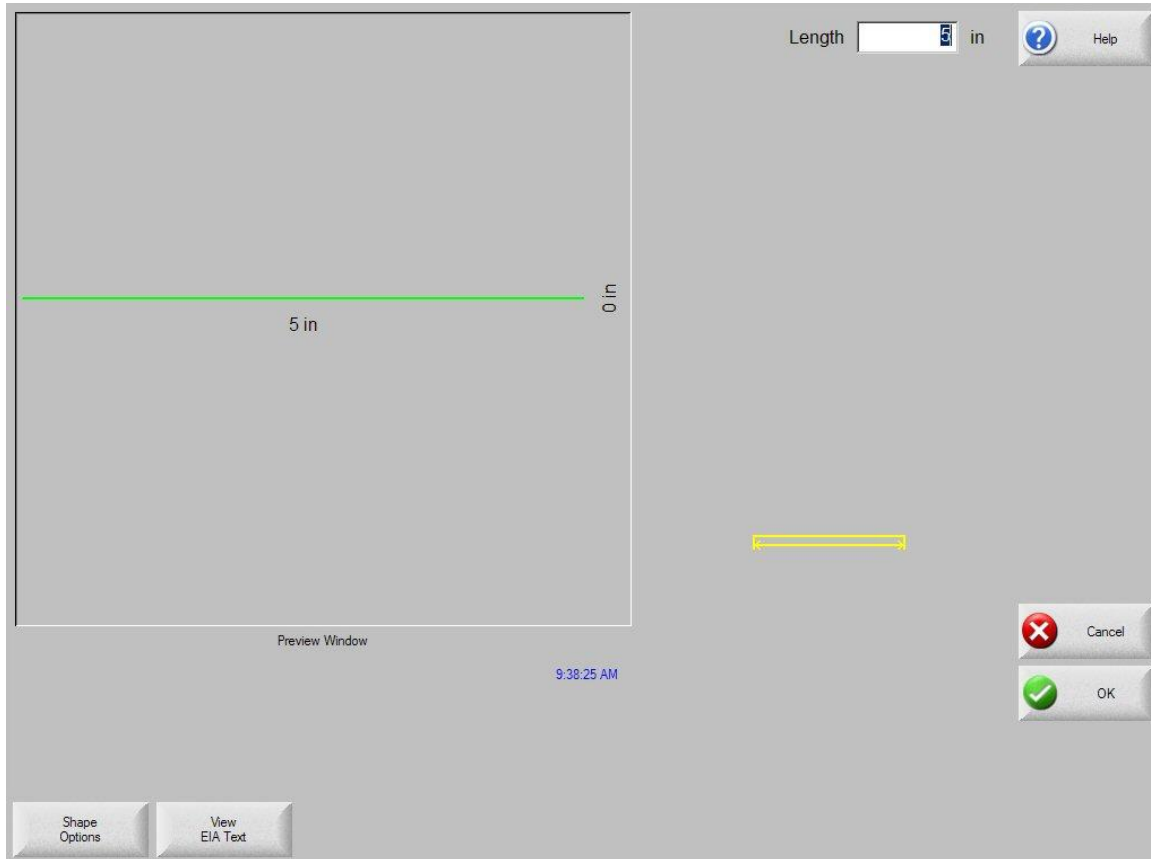 Length 5 in
Help
0 in
5 in
Preview Window
9:38:25 AM
Cancel
OK
Shape
Options
View
EIA Text